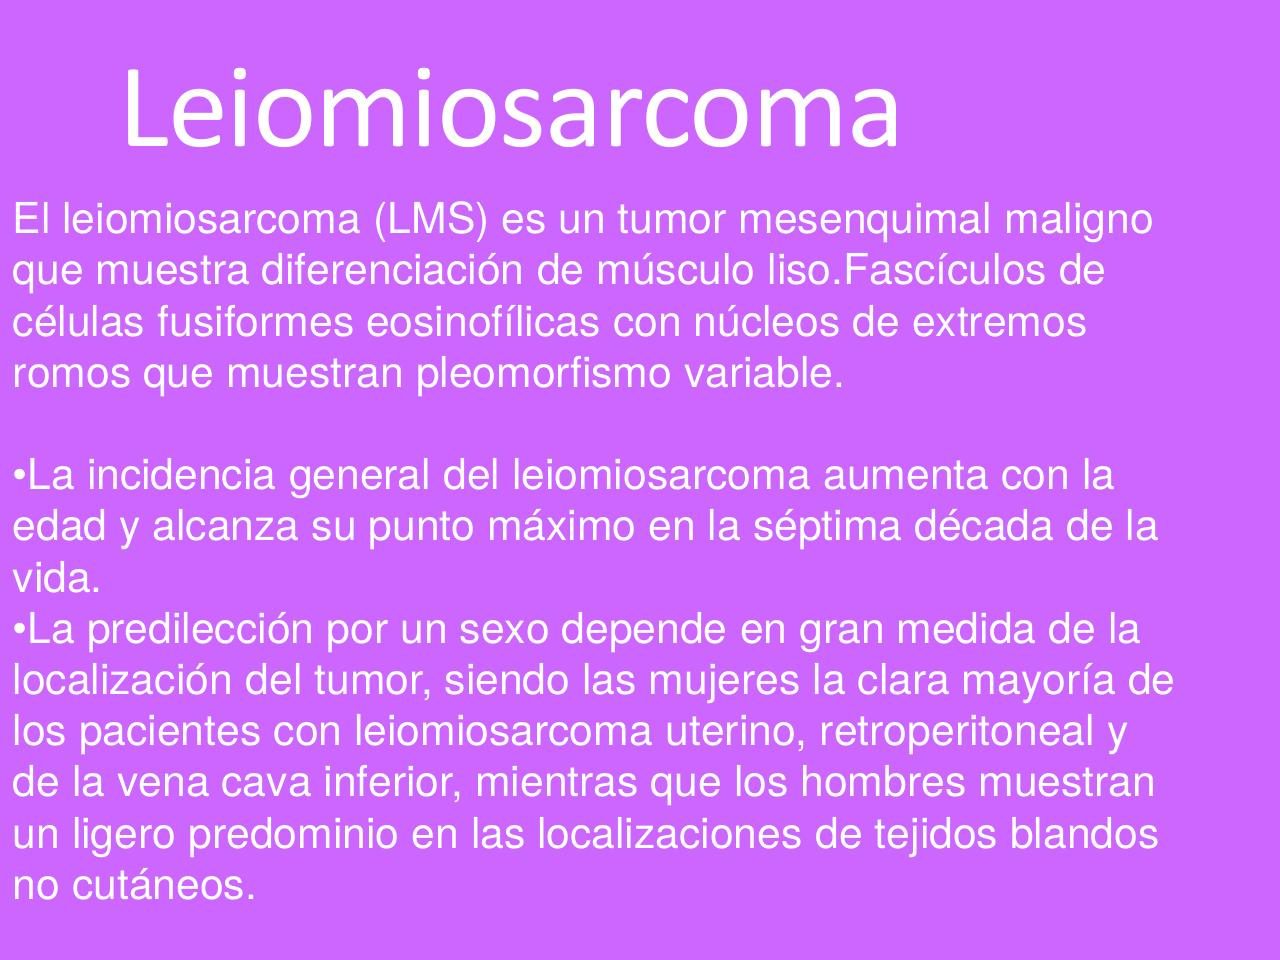 Leiomiosarcoma
El leiomiosarcoma (LMS) es un tumor mesenquimal maligno
que muestra diferenciación de músculo liso.Fascículos de
células fusiformes eosinofílicas con núcleos de extremos
romos que muestran pleomorfismo variable.
•La incidencia general del leiomiosarcoma aumenta con la
edad y alcanza su punto máximo en la séptima década de la
vida.
•La predilección por un sexo depende en gran medida de la
localización del tumor, siendo las mujeres la clara mayoría de
los pacientes con leiomiosarcoma uterino, retroperitoneal y
de la vena cava inferior, mientras que los hombres muestran
un ligero predominio en las localizaciones de tejidos blandos
no cutáneos.